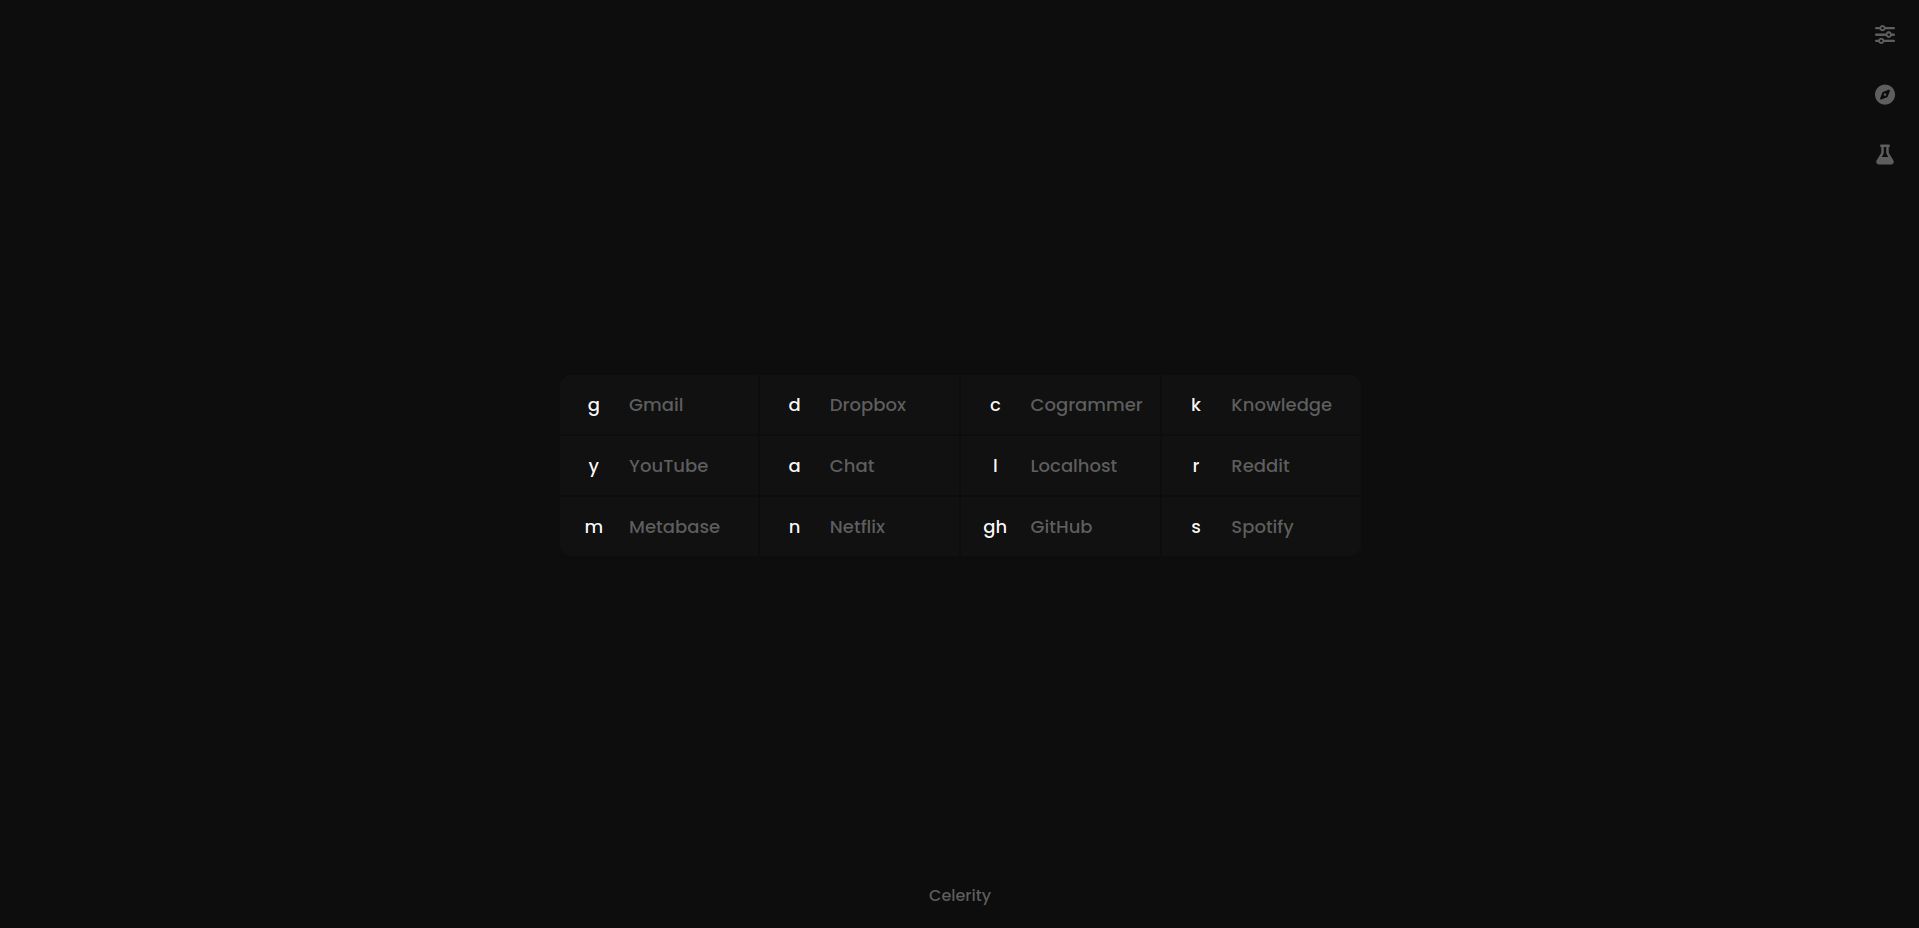 g Gmail d Dropbox c Cogrammer k Knowledge
y YouTube a Chat l Localhost r Reddit
m Metabase n Netflix gh GitHub s Spotify
Celerity